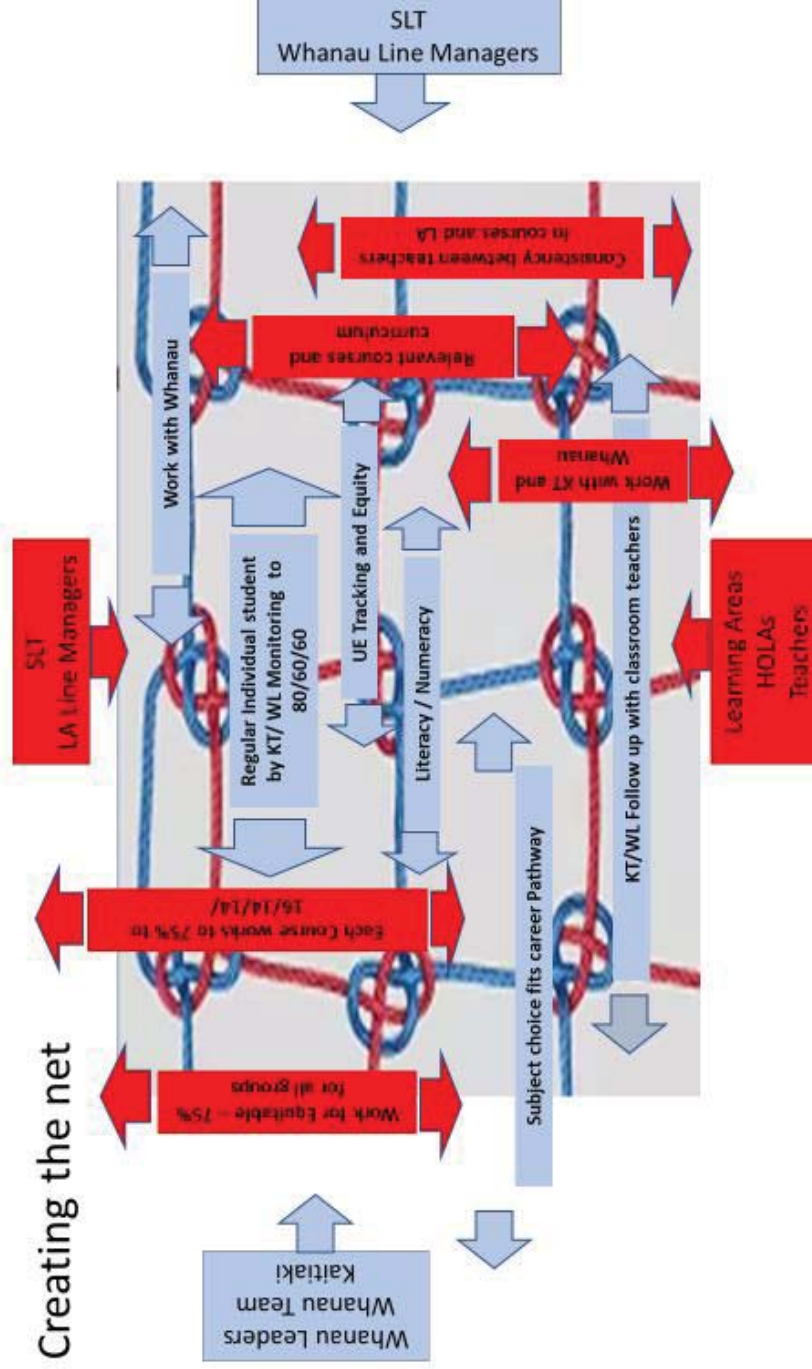 Creating the net
SLT
LA Line Managers
SLT
Whanau Line Managers
Whanau Leaders
Whanau Team
Kaitiaki
Learning Areas
HOLAs
Teachers
Work for Equitable – 75%
for all groups
Each Course works to 75% to
16/14/14/
Work with Whanau
Regular Individual student
by KT/ WL Monitoring to
80/60/60/60
UE Tracking and Equity
Literacy / Numeracy
Subject choice fits career Pathway
KT/WL Follow up with classroom teachers
Relevant courses and
curriculum
Consistency between teachers
in courses and LA
Work with KT and
Whanau